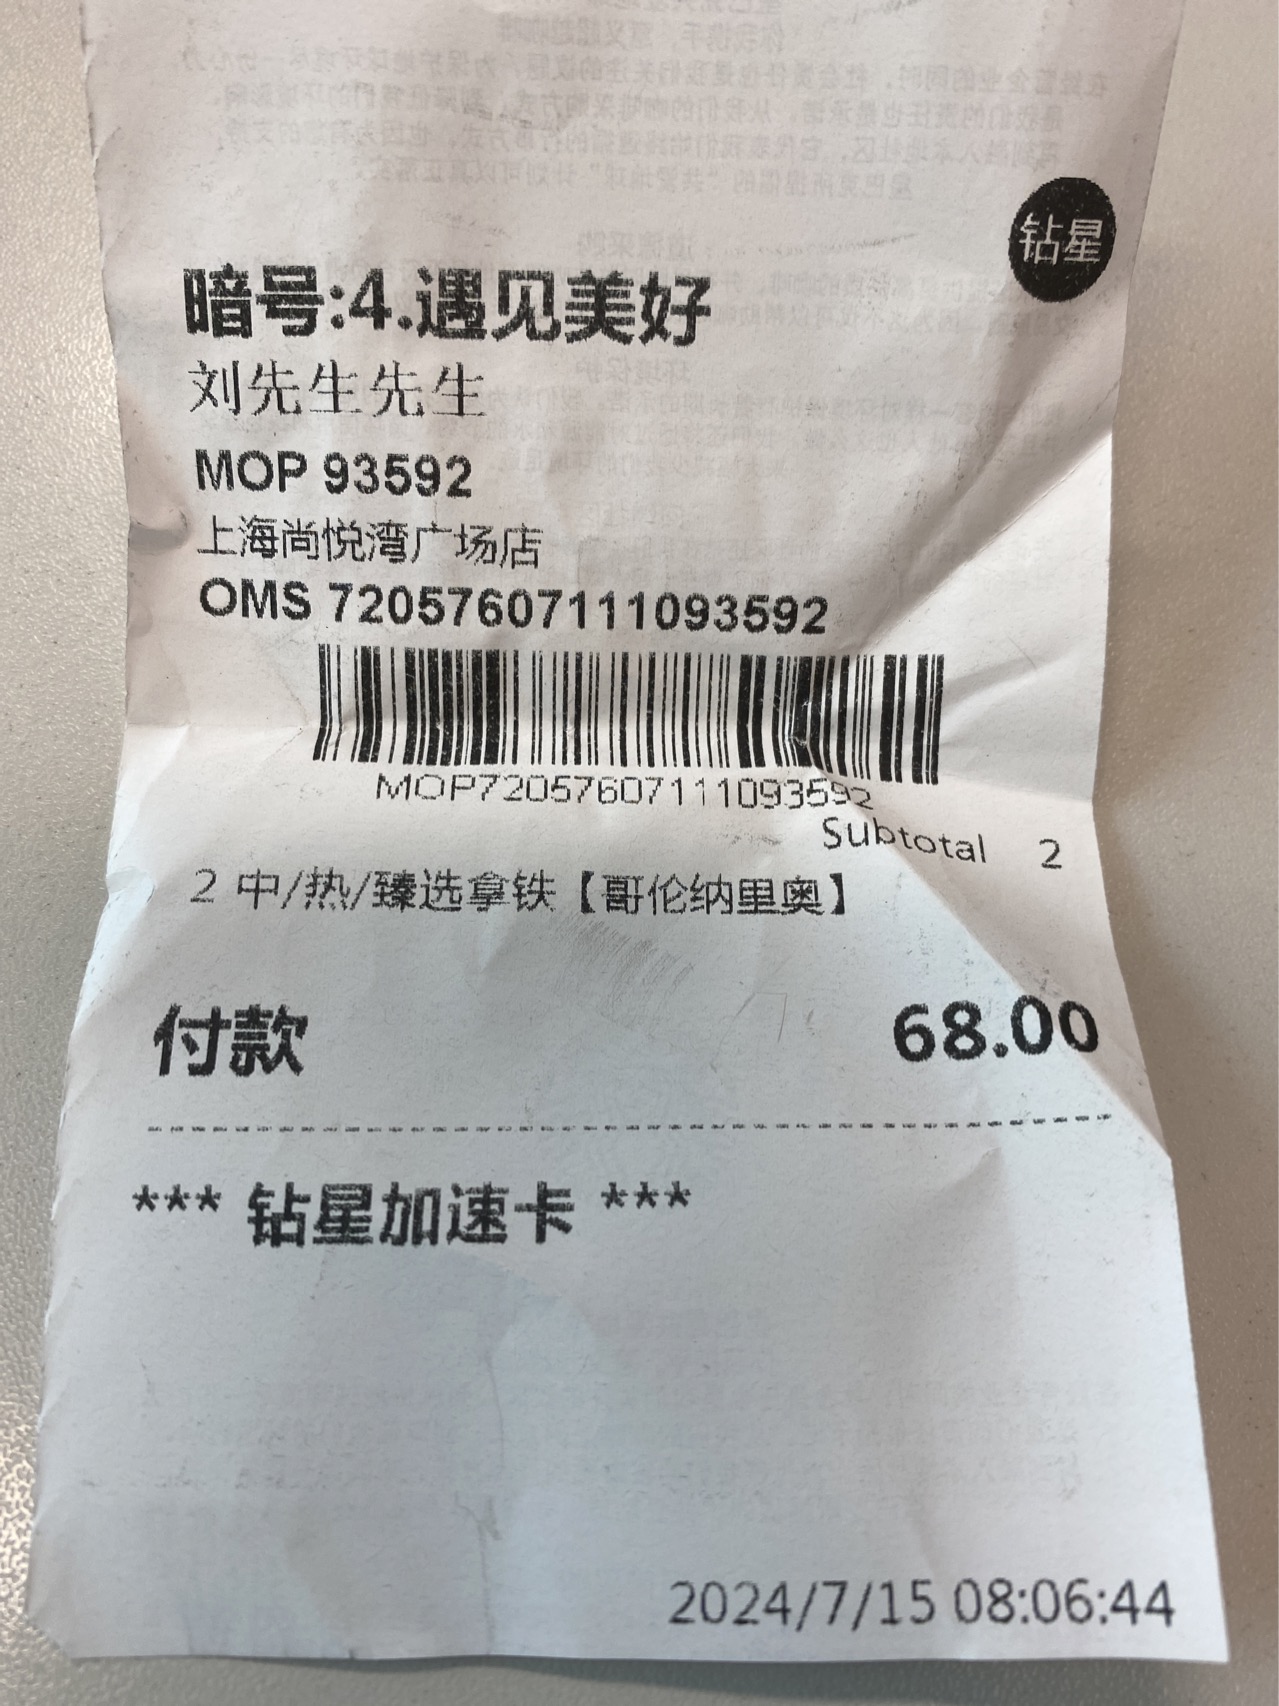 钻星
暗号:4.遇见美好
刘先生先生
MOP 93592
上海尚悦湾广场店
OMS 72057607111093592
MOP72057607111093592
Subtotal 2
2 中/热/臻选拿铁【哥伦纳里奥】
付款 68.00
*** 钻星加速卡 ***
2024/7/15 08:06:44